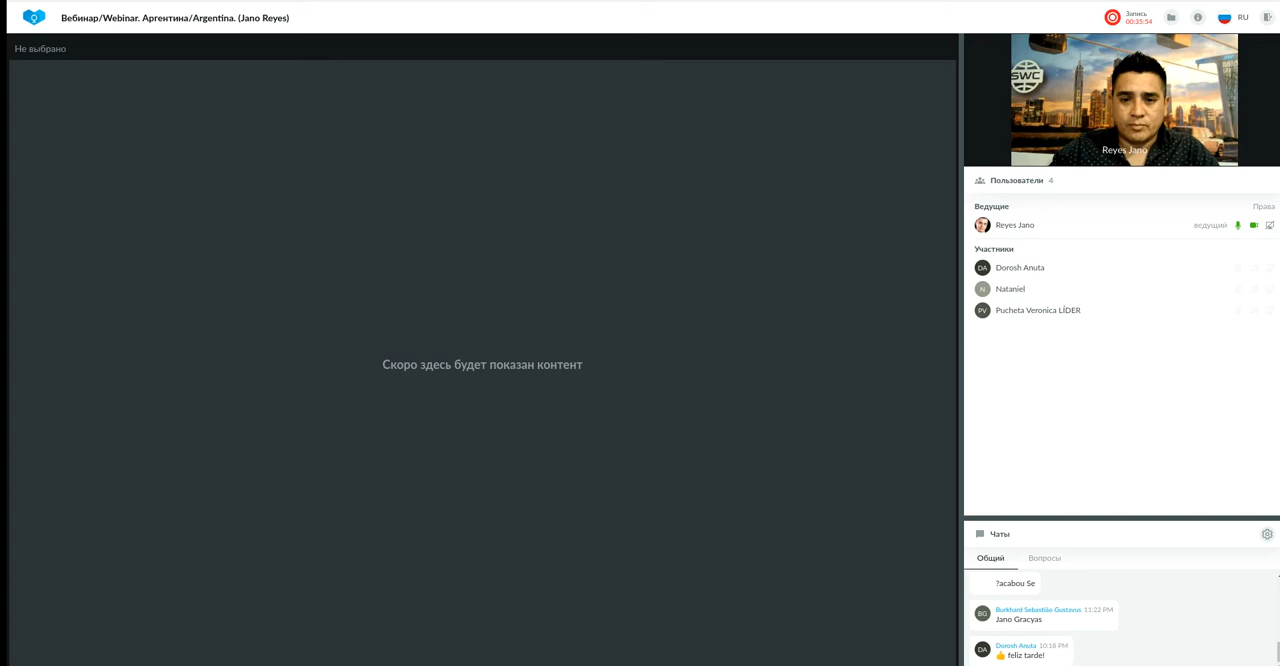 Вебинар/Webinar. Аргентина/Argentina. (Jano Reyes)
Запись
00:35:54
RU
Не выбрано
SWC
Reyes Jano
Скоро здесь будет показан контент
Пользователи 4
Ведущие Права
Reyes Jano ведущий
Участники
DA Dorosh Anuta
N Nataniel
PV Pucheta Veronica LÍDER
Чаты
Общий Вопросы
?acabou Se
BG Burkhard Sebastião Gustavus 11:22 PM
Jano Gracyas
DA Dorosh Anuta 10:18 PM
👍 feliz tarde!